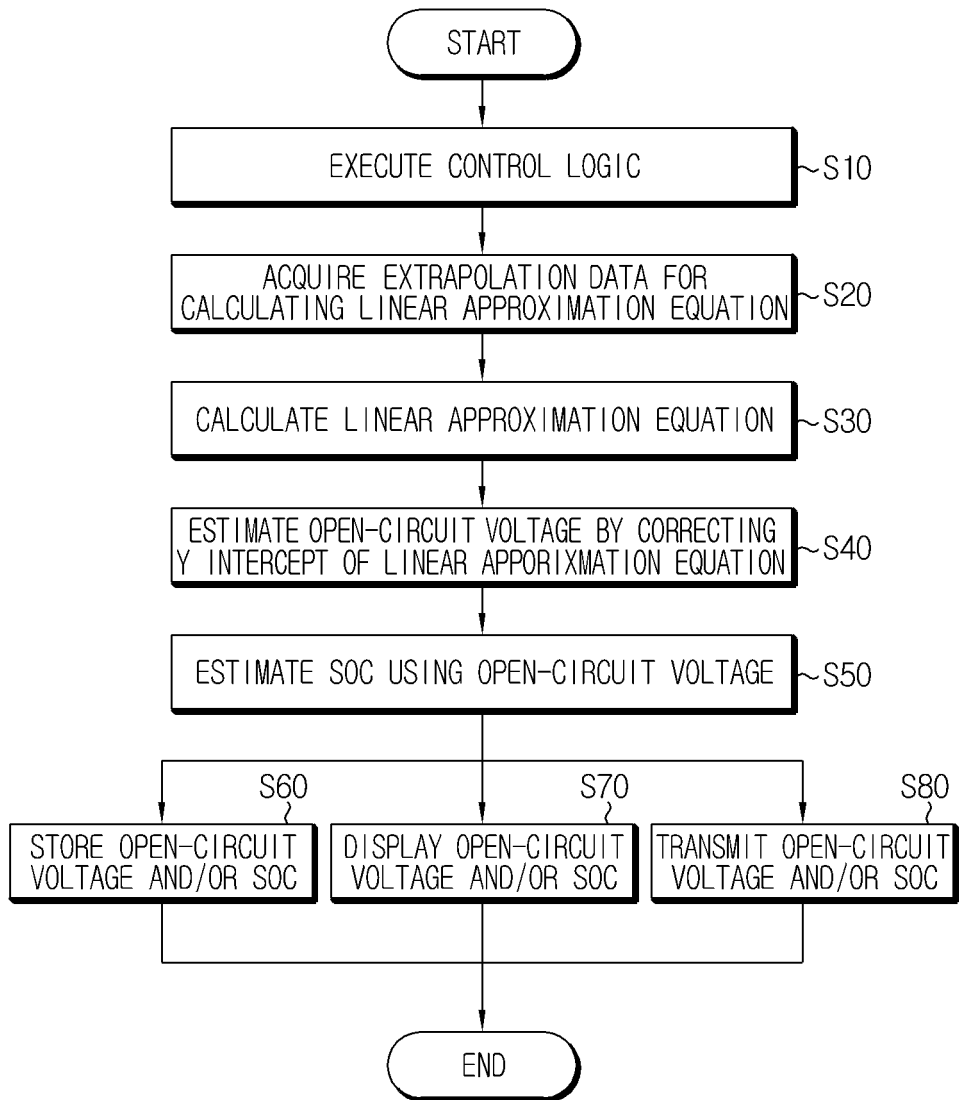 START
EXECUTE CONTROL LOGIC
S10
ACQUIRE EXTRAPOLATION DATA FOR
CALCULATING LINEAR APPROXIMATION EQUATION
S20
CALCULATE LINEAR APPROXIMATION EQUATION
S30
ESTIMATE OPEN-CIRCUIT VOLTAGE BY CORRECTING
Y INTERCEPT OF LINEAR APPORIXMATION EQUATION
S40
ESTIMATE SOC USING OPEN-CIRCUIT VOLTAGE
S50
S60
STORE OPEN-CIRCUIT
VOLTAGE AND/OR SOC
S70
DISPLAY OPEN-CIRCUIT
VOLTAGE AND/OR SOC
S80
TRANSMIT OPEN-CIRCUIT
VOLTAGE AND/OR SOC
END